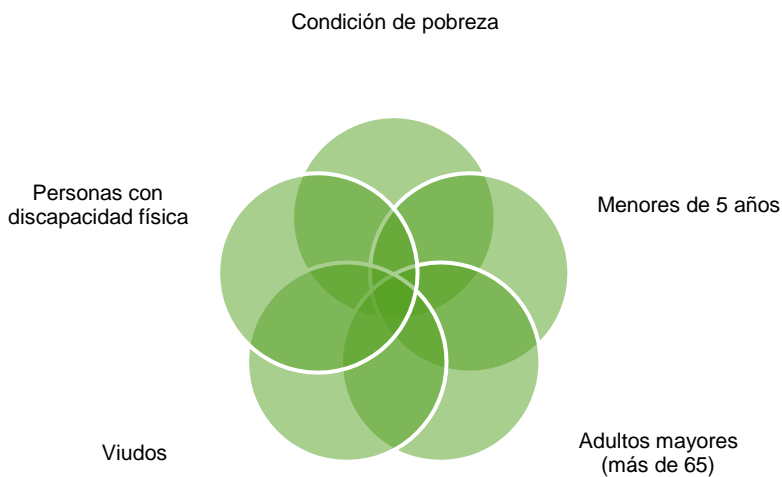 Condición de pobreza
Personas con
discapacidad física
Menores de 5 años
Viudos
Adultos mayores
(más de 65)